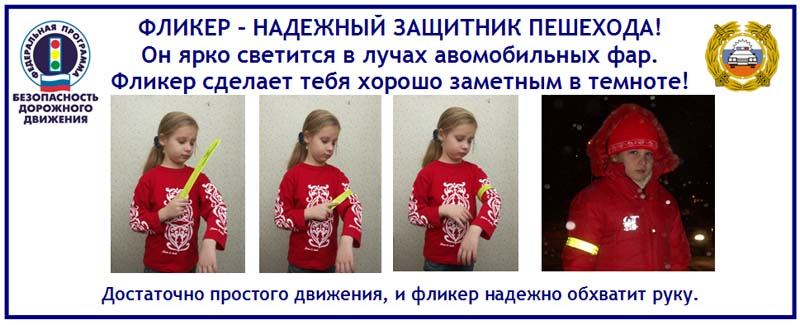 ФЛИКЕР – НАДЕЖНЫЙ ЗАЩИТНИК ПЕШЕХОДА!
Он ярко светится в лучах авомобильных фар.
Фликер сделает тебя хорошо заметным в темноте!
ФЕДЕРАЛЬНАЯ ПРОГРАММА
БЕЗОПАСНОСТЬ
ДОРОЖНОГО
ДВИЖЕНИЯ
Достаточно простого движения, и фликер надежно обхватит руку.